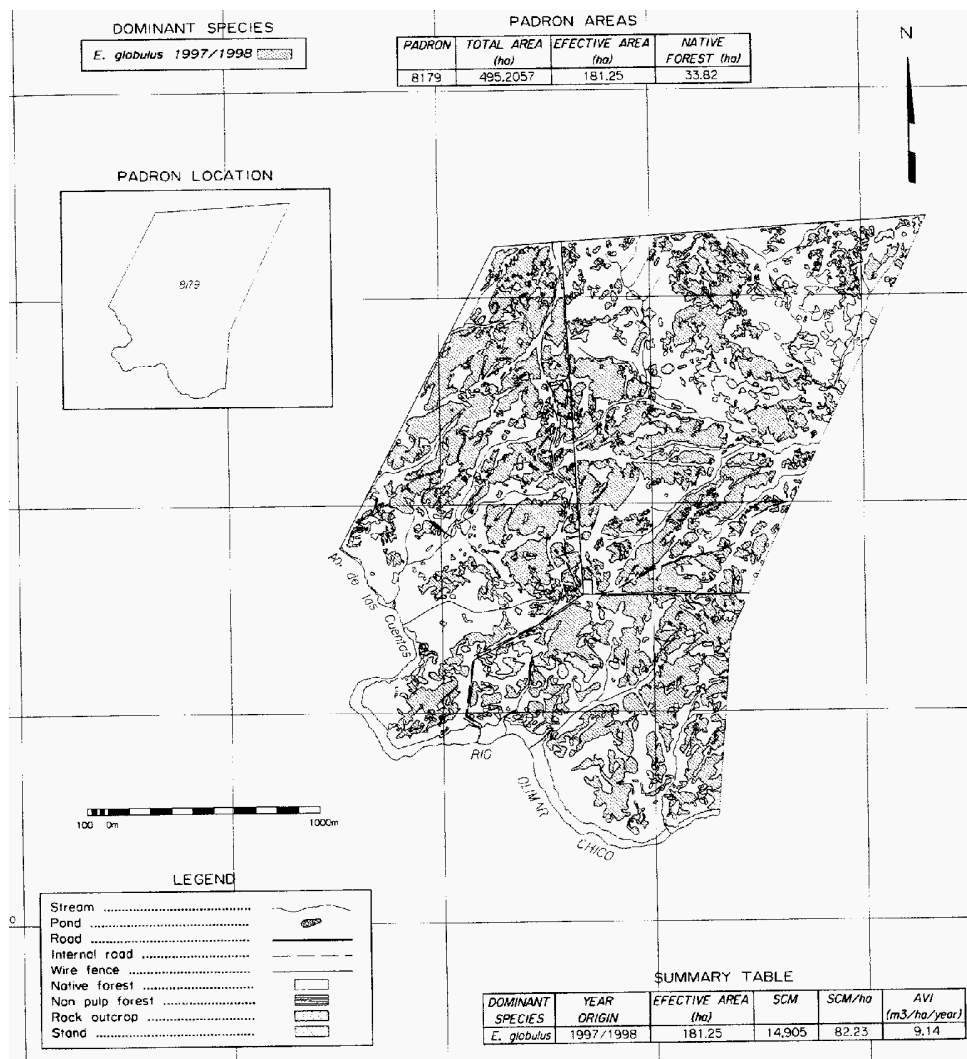 DOMINANT SPECIES
E. globulus 1997/1998
PADRON AREAS
PADRON TOTAL AREA (ha) EFECTIVE AREA (ha) NATIVE FOREST (ha)
8179 495.2057 181.25 33.82
N
PADRON LOCATION
8179
Ao. de las Cuentas
RIO
OLIMAR
CHICO
100 0m 1000m
LEGEND
Stream
Pond
Road
Internal road
Wire fence
Native forest
Non pulp forest
Rock outcrop
Stand
0
SUMMARY TABLE
DOMINANT SPECIES YEAR ORIGIN EFFECTIVE AREA (ha) SCM SCM/ha AVI (m3/ha/year)
E. globulus 1997/1998 181.25 14,905 82.23 9.14